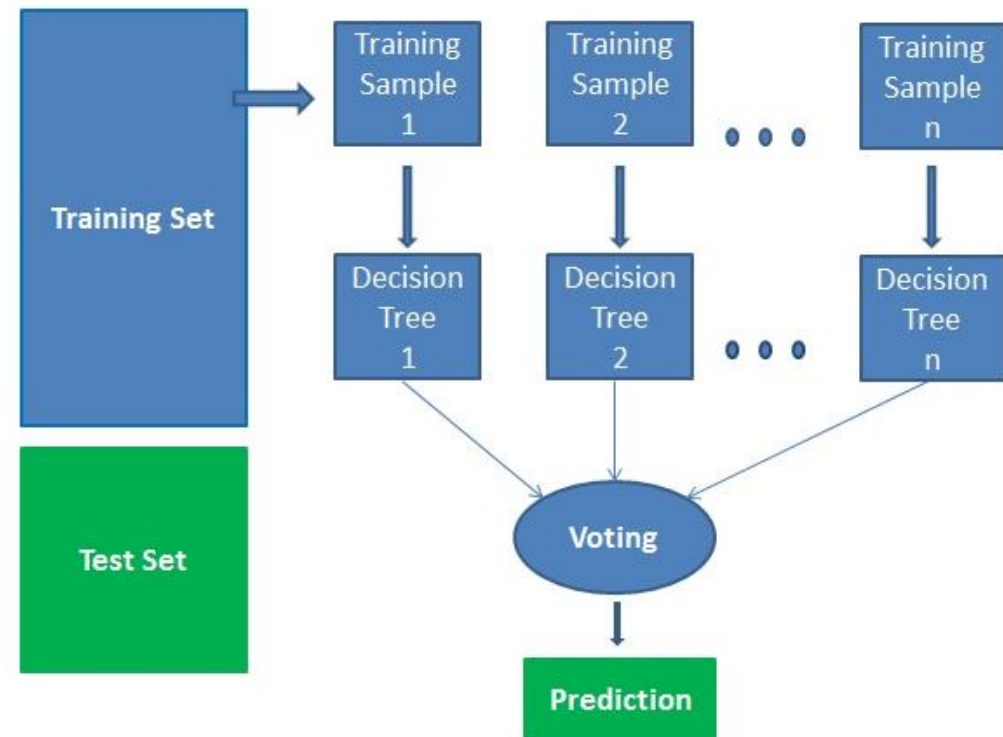 Training Set
Test Set
Training
Sample
1
Training
Sample
2
Training
Sample
n
Decision
Tree
1
Decision
Tree
2
Decision
Tree
n
Voting
Prediction